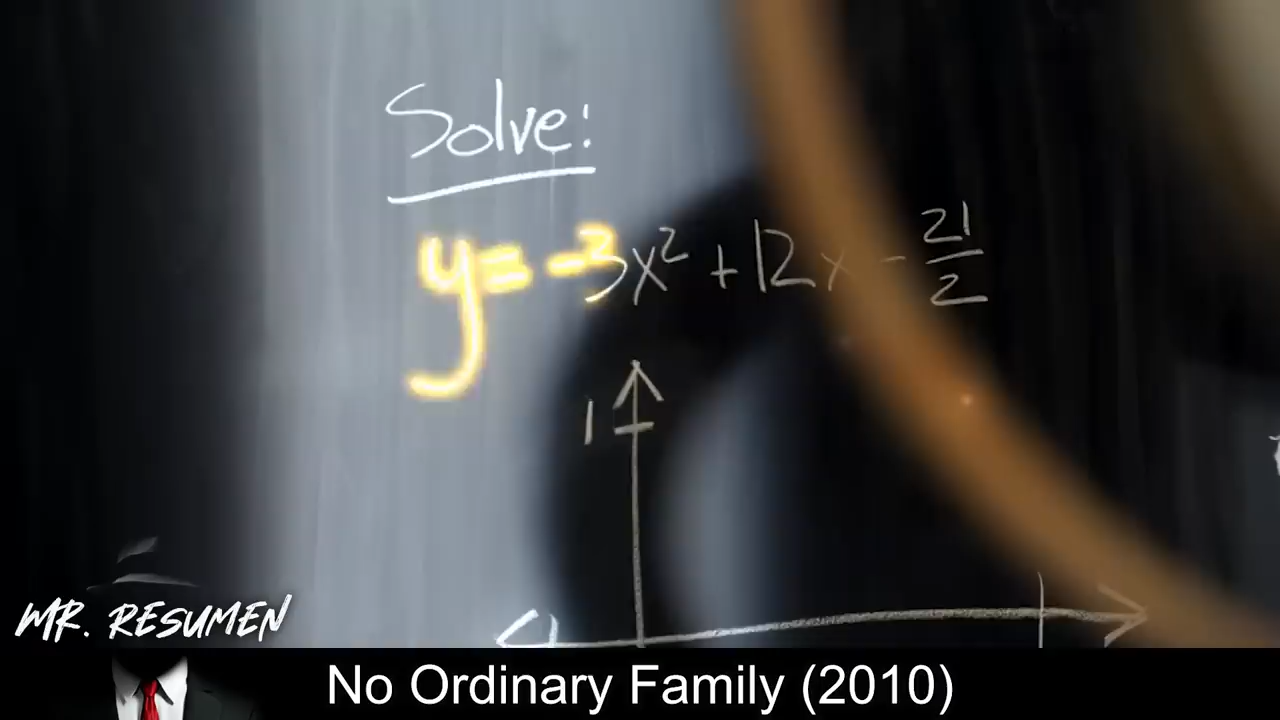 Solve:
y = -3x² + 12x - 21/2
1
MR. RESUMEN
No Ordinary Family (2010)